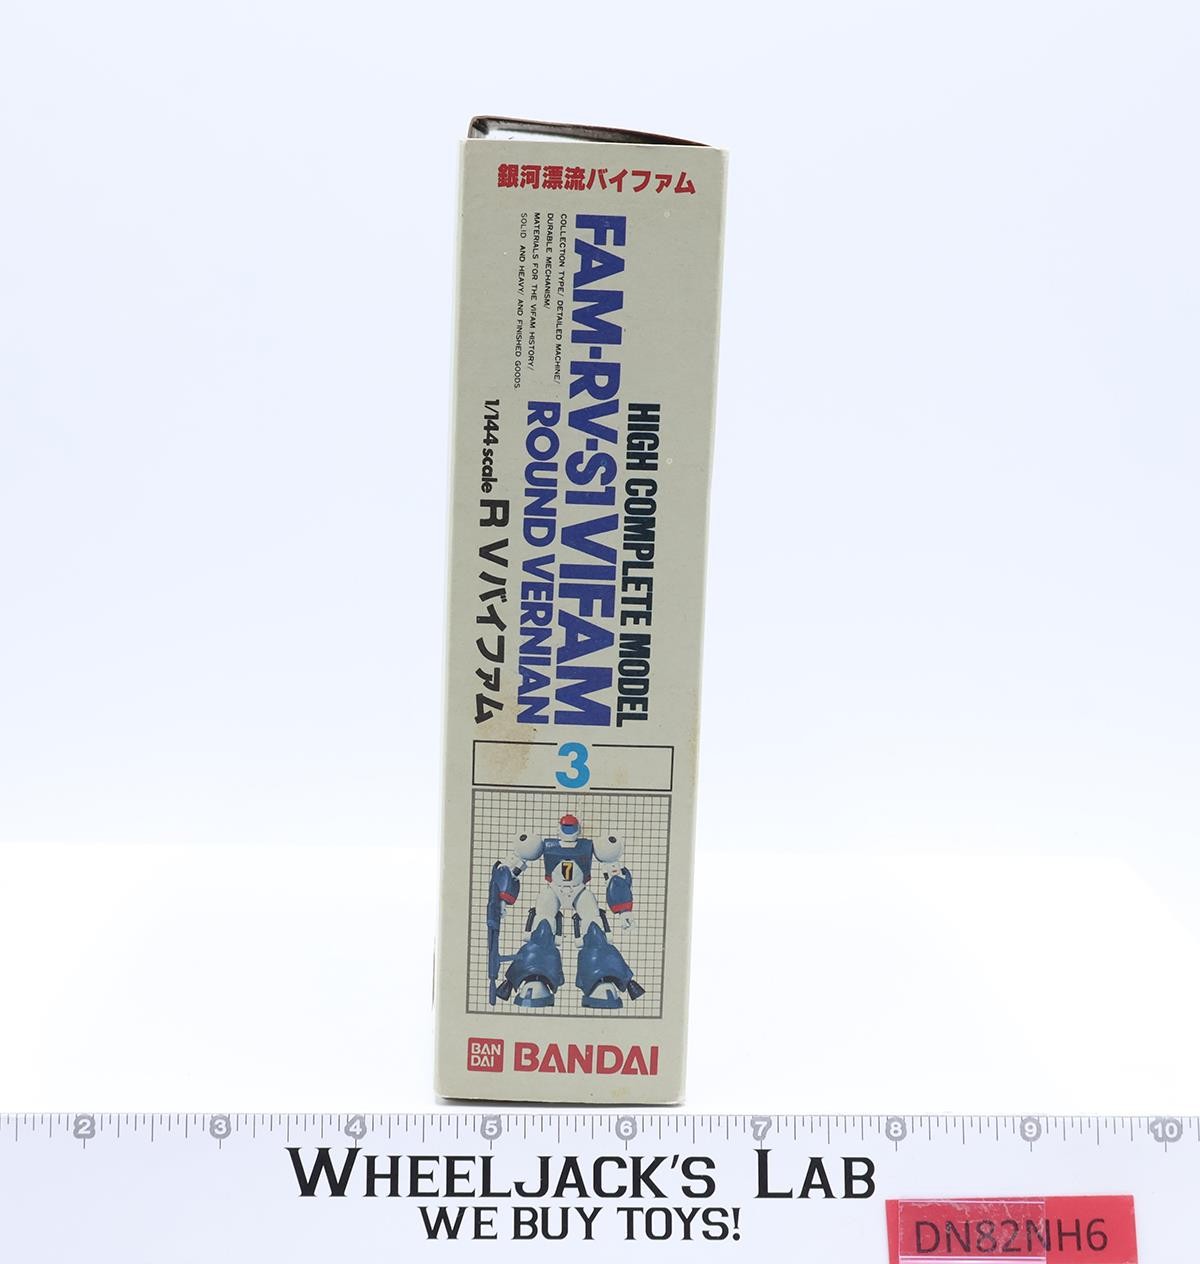 銀河漂流バイファム
HIGH COMPLETE MODEL
FAM-RV-S1 VIFAM
COLLECTION TYPE/ DETAILED MACHINE/
DURABLE MECHANISM/
MATERIALS FOR THE VIFAM HISTORY/
SOLID AND HEAVY/ AND FINISHED GOODS
ROUND VERNIAN
1/144 scale RVバイファム
3
7
BAN
DAI
BANDAI
2 3 4 5 6 7 8 9 10
WHEELJACK'S LAB
WE BUY TOYS!
DN82NH6